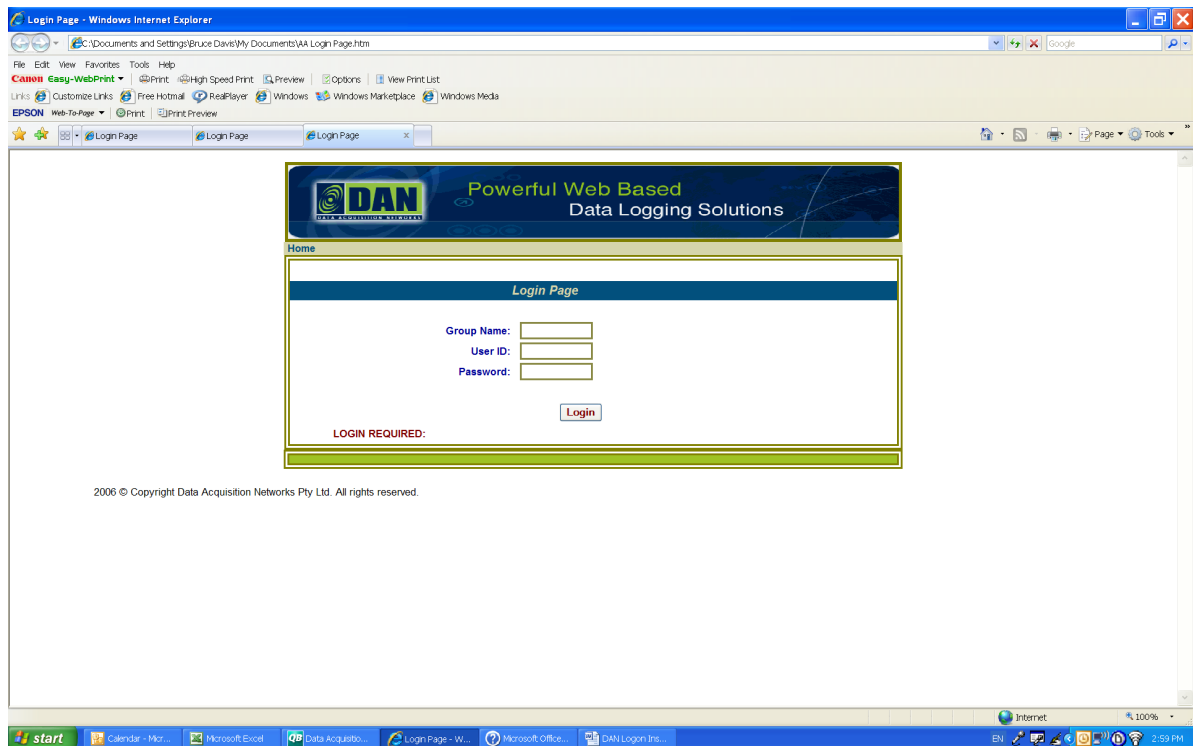 Login Page - Windows Internet Explorer
C:\Documents and Settings\Bruce Davis\My Documents\AA Login Page.htm
Google
File Edit View Favorites Tools Help
Canon Easy-WebPrint Print High Speed Print Preview Options View Print List
Links Customize Links Free Hotmail RealPlayer Windows Windows Marketplace Windows Media
EPSON Web-To-Page Print Print Preview
Login Page Login Page Login Page x Page Tools »
DAN
DATA ACQUISITION NETWORKS
Powerful Web Based
Data Logging Solutions
Home
Login Page
Group Name:
User ID:
Password:
Login
LOGIN REQUIRED:
2006 © Copyright Data Acquisition Networks Pty Ltd. All rights reserved.
Internet 100%
start Calendar - Micr... Microsoft Excel QB Data Acquisitio... Login Page - W... Microsoft Office... DAN Logon Ins... EN 2:59 PM